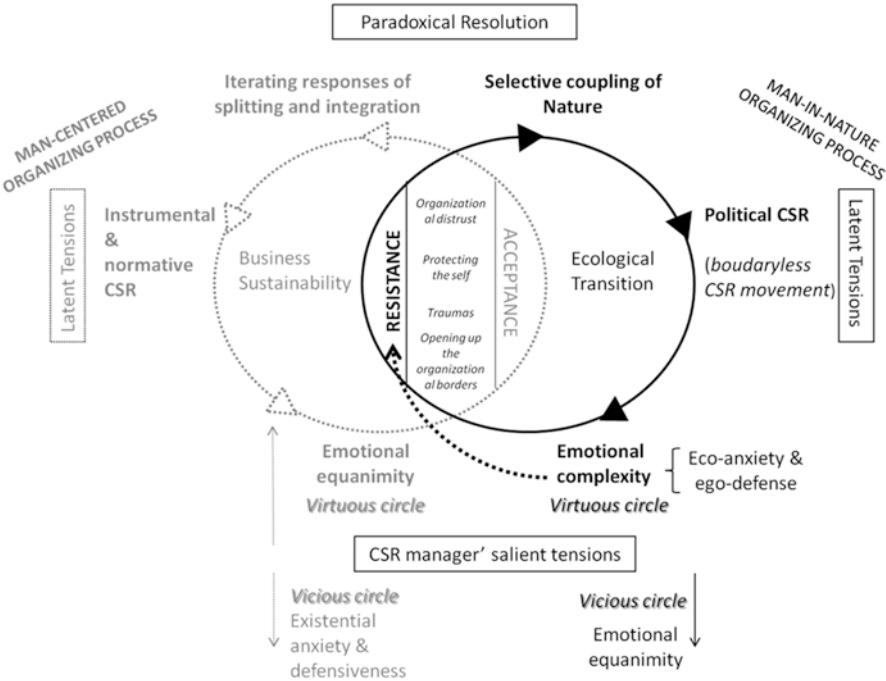 Paradoxical Resolution
Iterating responses of
splitting and integration
Selective coupling of
Nature
MAN-CENTERED
ORGANIZING PROCESS
MAN-IN-NATURE
ORGANIZING PROCESS
Latent Tensions
Instrumental
&
normative
CSR
Business
Sustainability
RESISTANCE
Organization
al distrust
Protecting
the self
Traumas
Opening up
the
organization
al borders
ACCEPTANCE
Ecological
Transition
Political CSR
(boudaryless
CSR movement)
Latent Tensions
Emotional
equanimity
Virtuous circle
Emotional
complexity
Virtuous circle
Eco-anxiety &
ego-defense
CSR manager' salient tensions
Vicious circle
Existential
anxiety &
defensiveness
Vicious circle
Emotional
equanimity